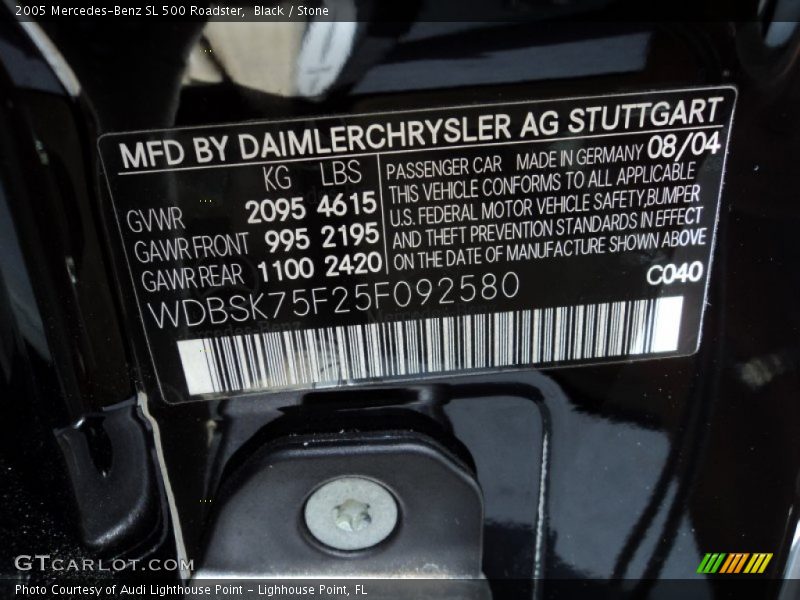 2005 Mercedes-Benz SL 500 Roadster, Black / Stone
MFD BY DAIMLERCHRYSLER AG STUTTGART
KG LBS
GVWR 2095 4615
GAWR FRONT 995 2195
GAWR REAR 1100 2420
PASSENGER CAR MADE IN GERMANY 08/04
THIS VEHICLE CONFORMS TO ALL APPLICABLE
U.S. FEDERAL MOTOR VEHICLE SAFETY,BUMPER
AND THEFT PREVENTION STANDARDS IN EFFECT
ON THE DATE OF MANUFACTURE SHOWN ABOVE
WDBSK75F25F092580
C040
GTCARLOT.COM
Photo Courtesy of Audi Lighthouse Point - Lighhouse Point, FL